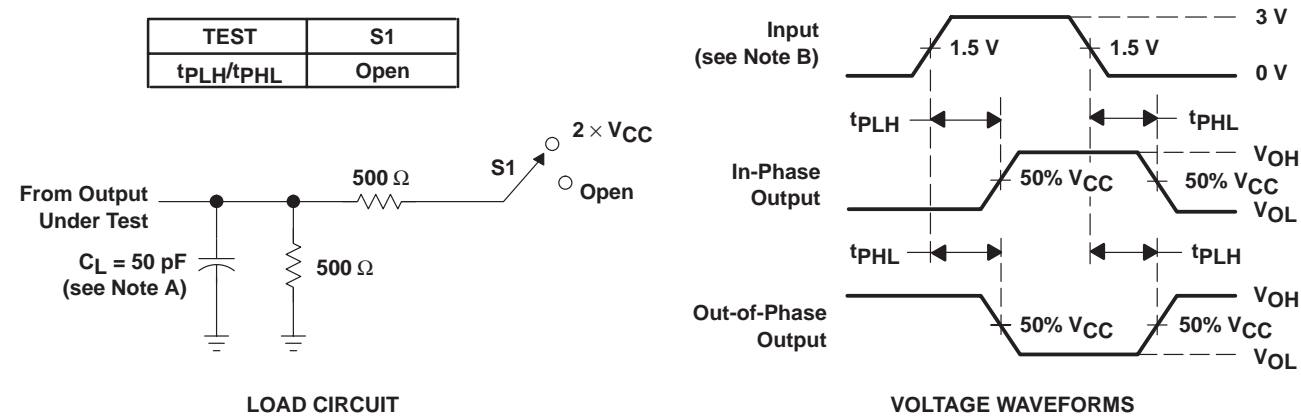 TEST S1
tPLH/tPHL Open
2 × VCC
S1
Open
500 Ω
From Output
Under Test
CL = 50 pF
(see Note A)
500 Ω
LOAD CIRCUIT
Input
(see Note B)
1.5 V
1.5 V
3 V
0 V
tPLH
tPHL
In-Phase
Output
50% VCC
50% VCC
VOH
VOL
tPHL
tPLH
Out-of-Phase
Output
50% VCC
50% VCC
VOH
VOL
VOLTAGE WAVEFORMS